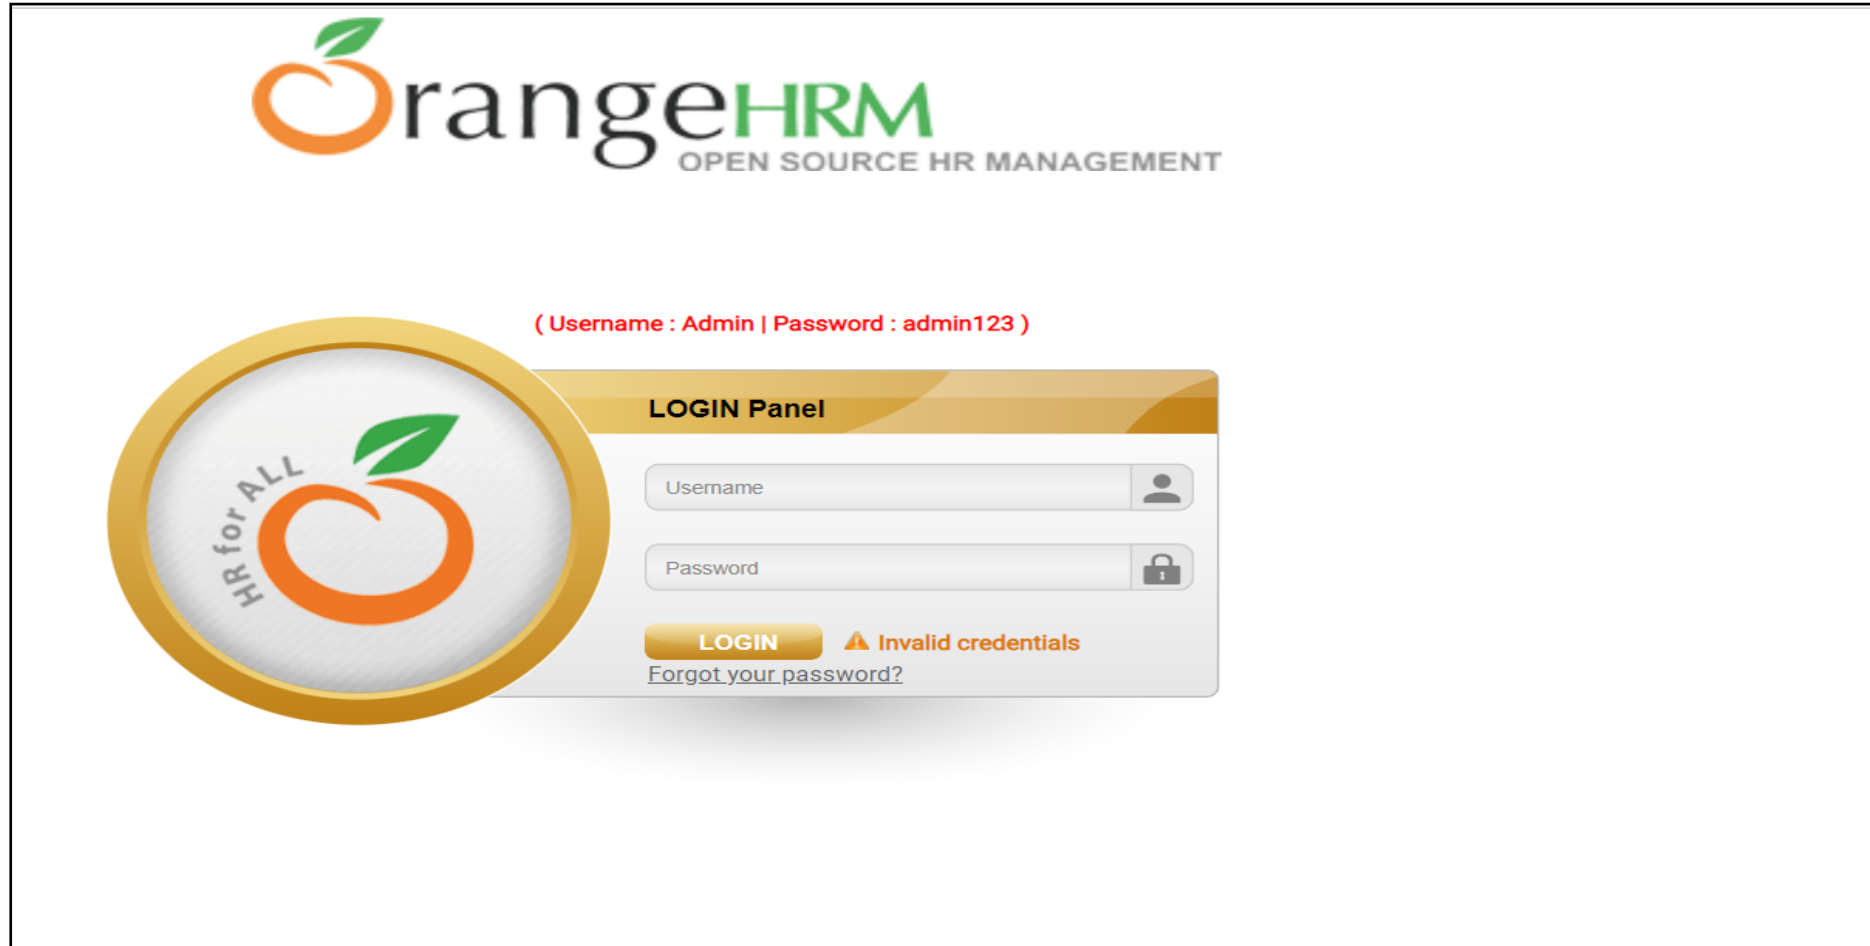 OrangeHRM
OPEN SOURCE HR MANAGEMENT
( Username : Admin | Password : admin123 )
HR for ALL
LOGIN Panel
Username
Password
LOGIN
Invalid credentials
Forgot your password?